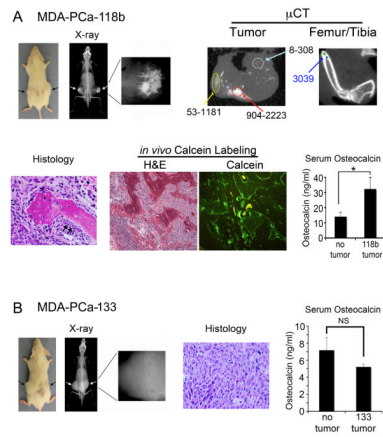 A MDA-PCa-118b
μCT
X-ray
Tumor
Femur/Tibia
8-308
3039
53-1181
904-2223
in vivo Calcein Labeling
Histology
H&E
Calcein
Serum Osteocalcin
Osteocalcin (ng/ml)
50
40
30
20
10
0
*
no tumor
118b tumor
B MDA-PCa-133
X-ray
Histology
Serum Osteocalcin
Osteocalcin (ng/ml)
10
8
6
4
2
0
NS
no tumor
133 tumor